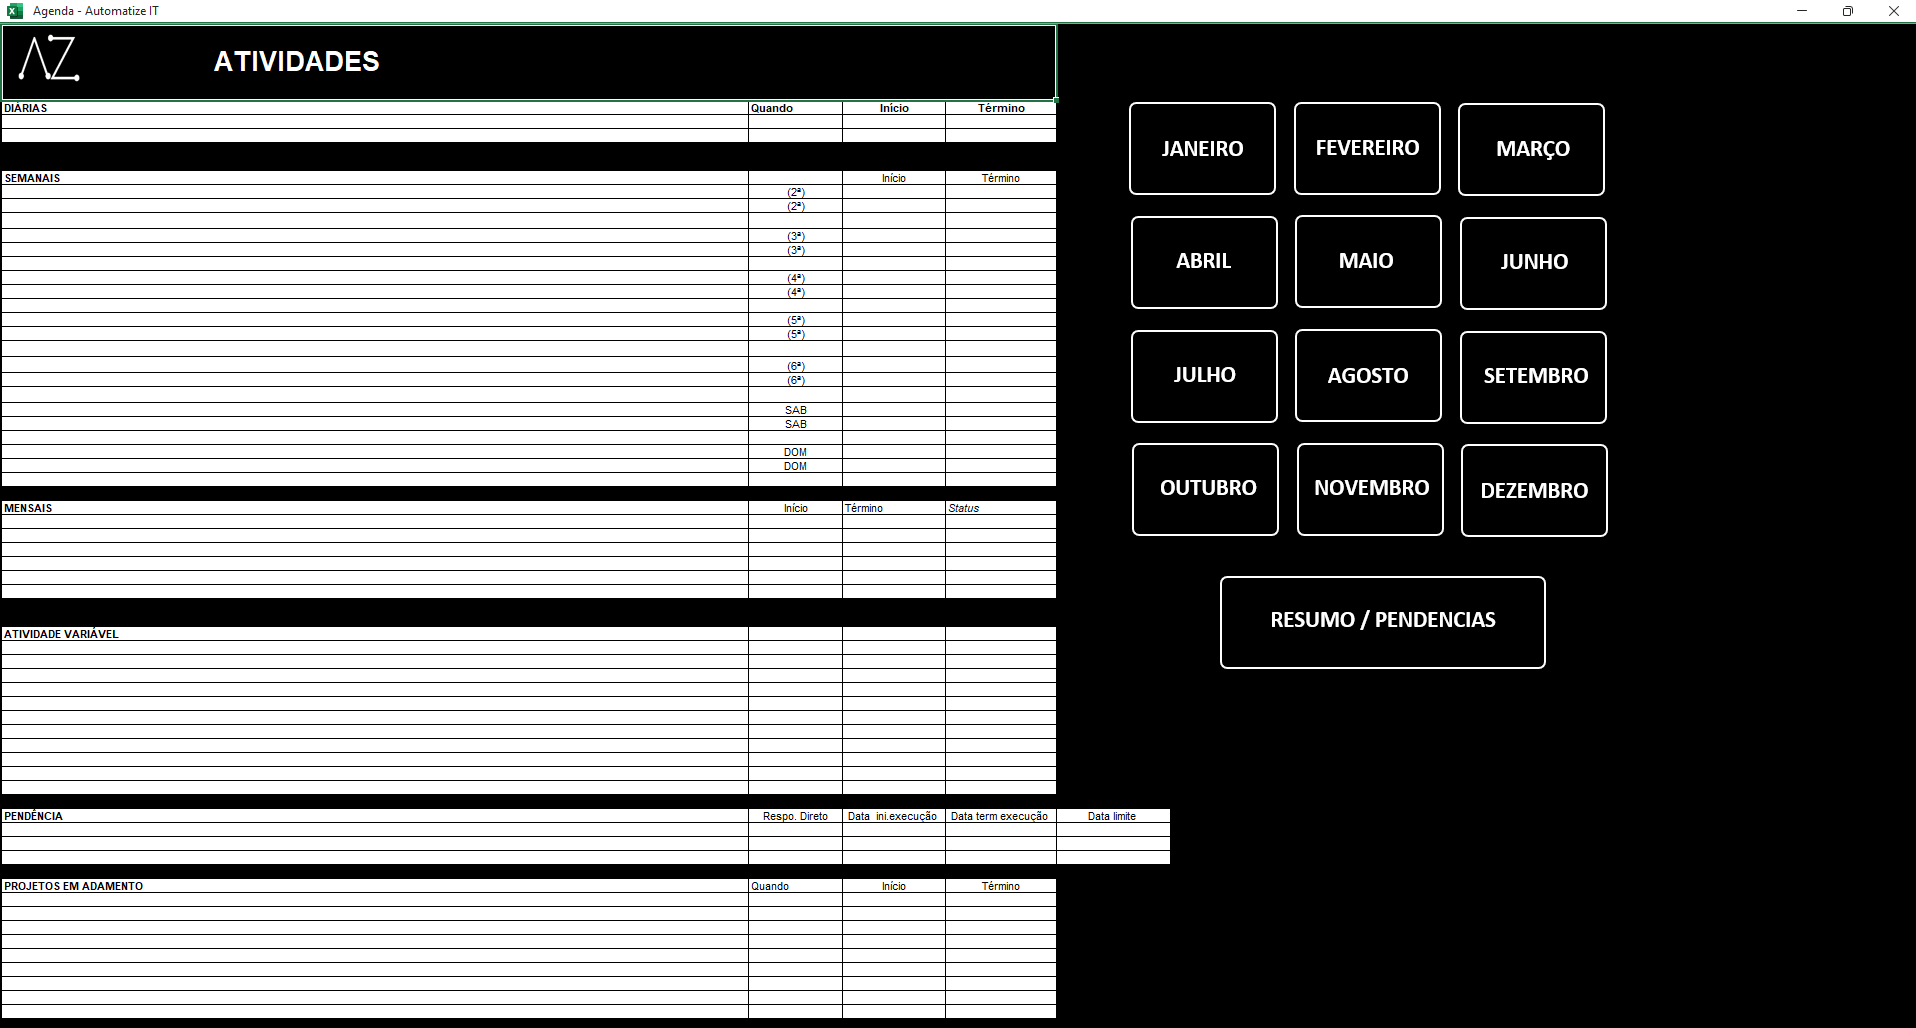 Agenda - Automatize IT
AZ
ATIVIDADES
DIÁRIAS Quando Início Término
SEMANAIS Início Término
(2ª)
(2ª)
(3ª)
(3ª)
(4ª)
(4ª)
(5ª)
(5ª)
(6ª)
(6ª)
SAB
SAB
DOM
DOM
MENSAIS Início Término Status
ATIVIDADE VARIÁVEL
PENDÊNCIA Respo. Direto Data ini.execução Data term execução Data limite
PROJETOS EM ADAMENTO Quando Início Término
JANEIRO FEVEREIRO MARÇO
ABRIL MAIO JUNHO
JULHO AGOSTO SETEMBRO
OUTUBRO NOVEMBRO DEZEMBRO
RESUMO / PENDENCIAS